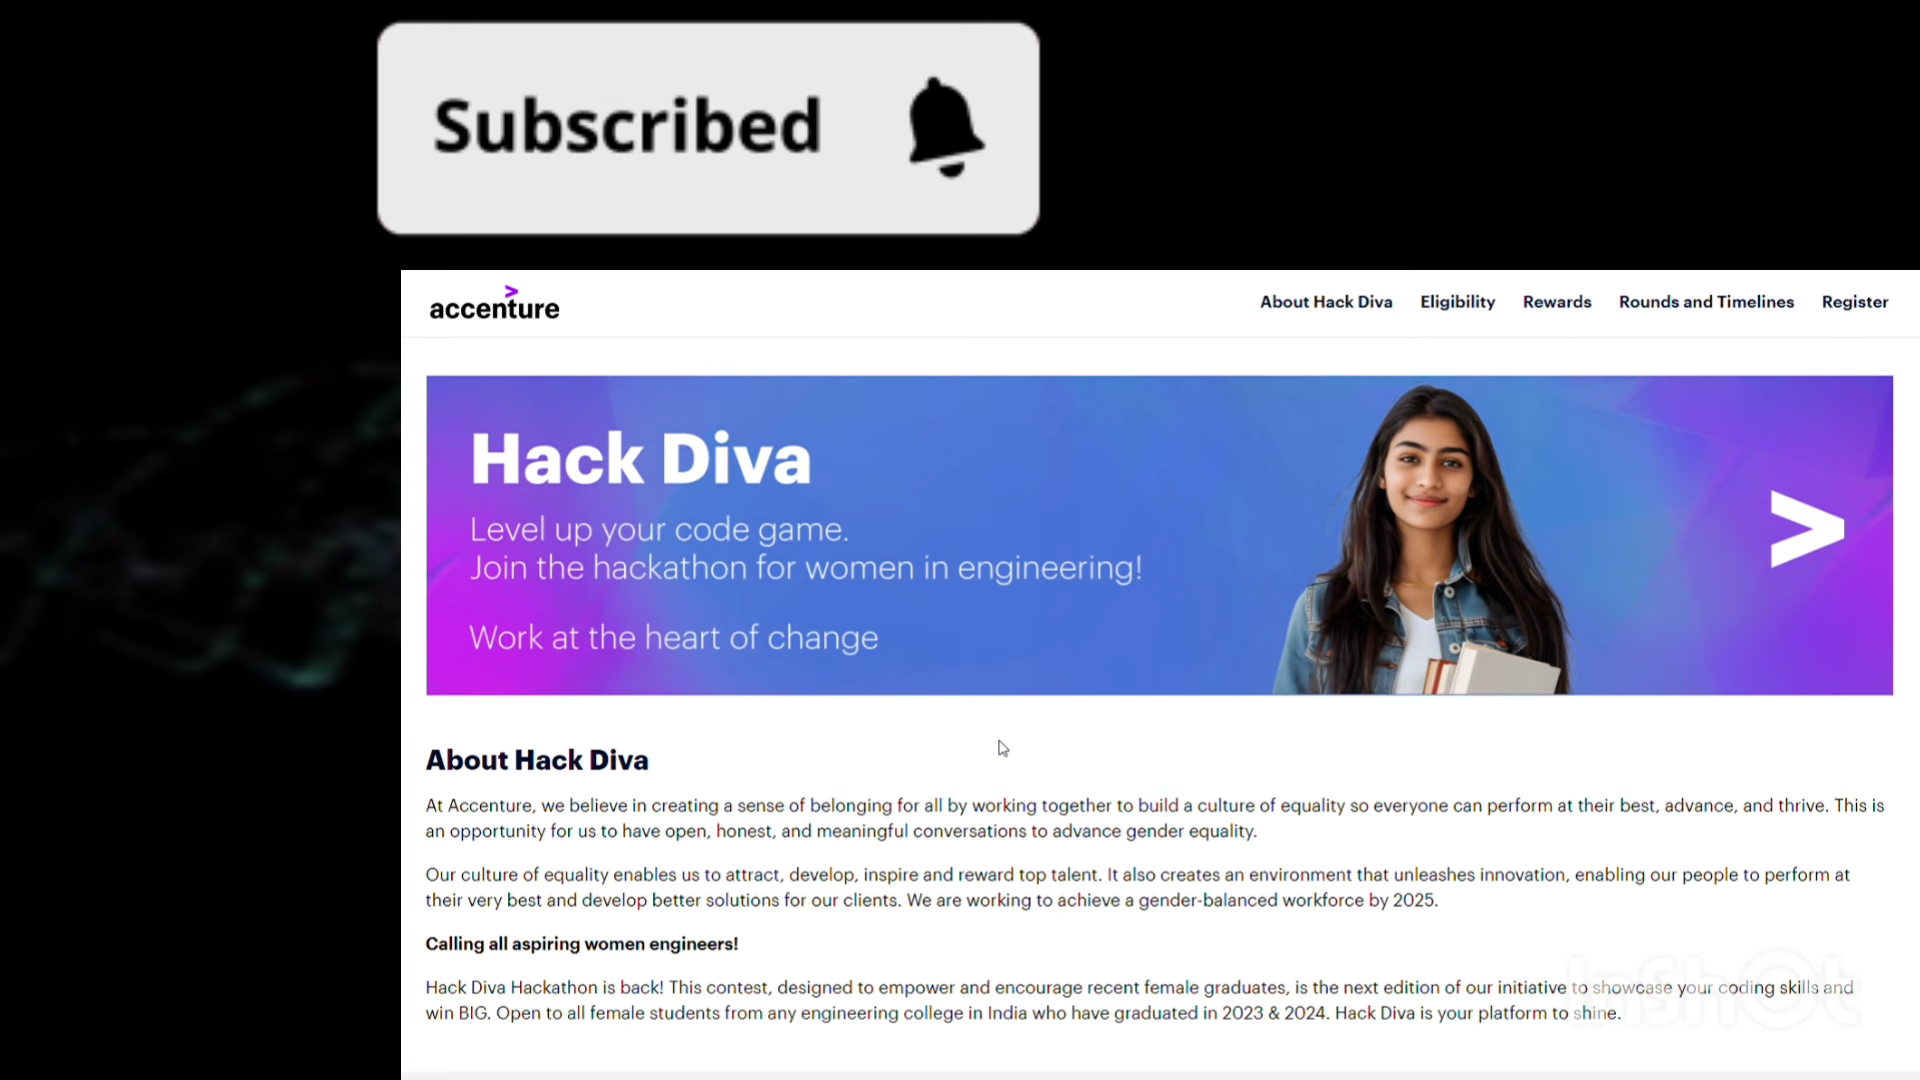 Subscribed
accenture
About Hack Diva Eligibility Rewards Rounds and Timelines Register
Hack Diva
Level up your code game.
Join the hackathon for women in engineering!
Work at the heart of change
About Hack Diva
At Accenture, we believe in creating a sense of belonging for all by working together to build a culture of equality so everyone can perform at their best, advance, and thrive. This is
an opportunity for us to have open, honest, and meaningful conversations to advance gender equality.
Our culture of equality enables us to attract, develop, inspire and reward top talent. It also creates an environment that unleashes innovation, enabling our people to perform at
their very best and develop better solutions for our clients. We are working to achieve a gender-balanced workforce by 2025.
Calling all aspiring women engineers!
Hack Diva Hackathon is back! This contest, designed to empower and encourage recent female graduates, is the next edition of our initiative to showcase your coding skills and
win BIG. Open to all female students from any engineering college in India who have graduated in 2023 & 2024. Hack Diva is your platform to shine.
InShOt